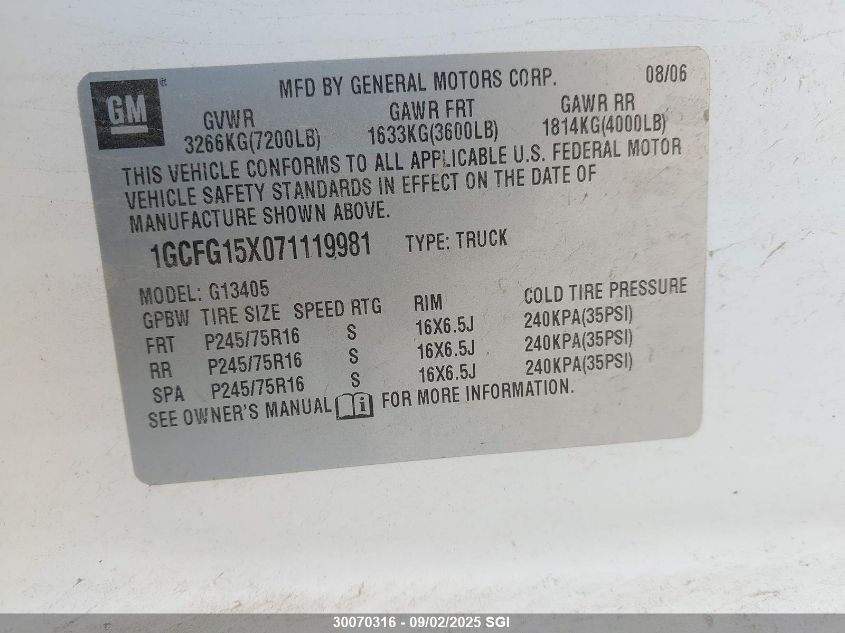 GM ® MFD BY GENERAL MOTORS CORP. 08/06
GVWR GAWR FRT GAWR RR
3266KG(7200LB) 1633KG(3600LB) 1814KG(4000LB)
THIS VEHICLE CONFORMS TO ALL APPLICABLE U.S. FEDERAL MOTOR
VEHICLE SAFETY STANDARDS IN EFFECT ON THE DATE OF
MANUFACTURE SHOWN ABOVE.
1GCFG15X071119981 TYPE: TRUCK
MODEL: G13405
GPBW TIRE SIZE SPEED RTG RIM COLD TIRE PRESSURE
FRT P245/75R16 S 16X6.5J 240KPA(35PSI)
RR P245/75R16 S 16X6.5J 240KPA(35PSI)
SPA P245/75R16 S 16X6.5J 240KPA(35PSI)
SEE OWNER'S MANUAL i FOR MORE INFORMATION.
30070316 - 09/02/2025 SGI